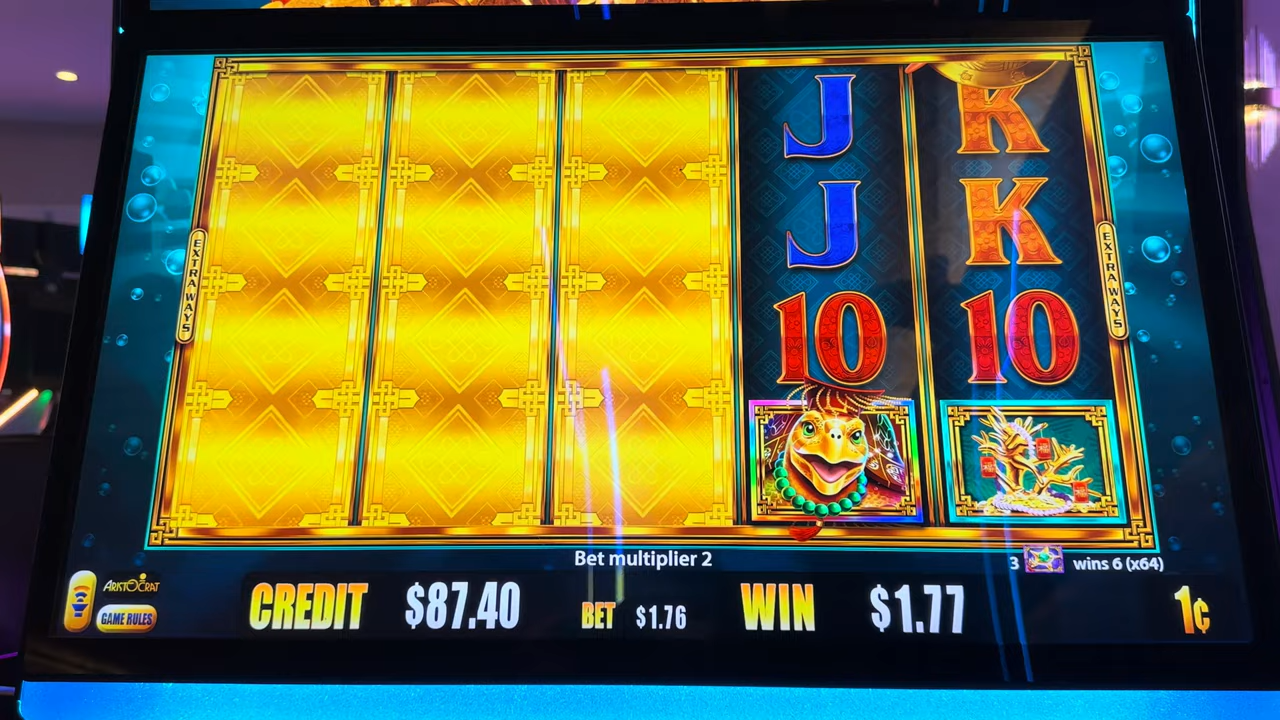 J
K
J
K
EXTRA WAYS
EXTRA WAYS
10
10
Bet multiplier 2
3 wins 6 (x64)
ARISTOCRAT
GAME RULES
CREDIT $87.40
BET $1.76
WIN $1.77
1¢